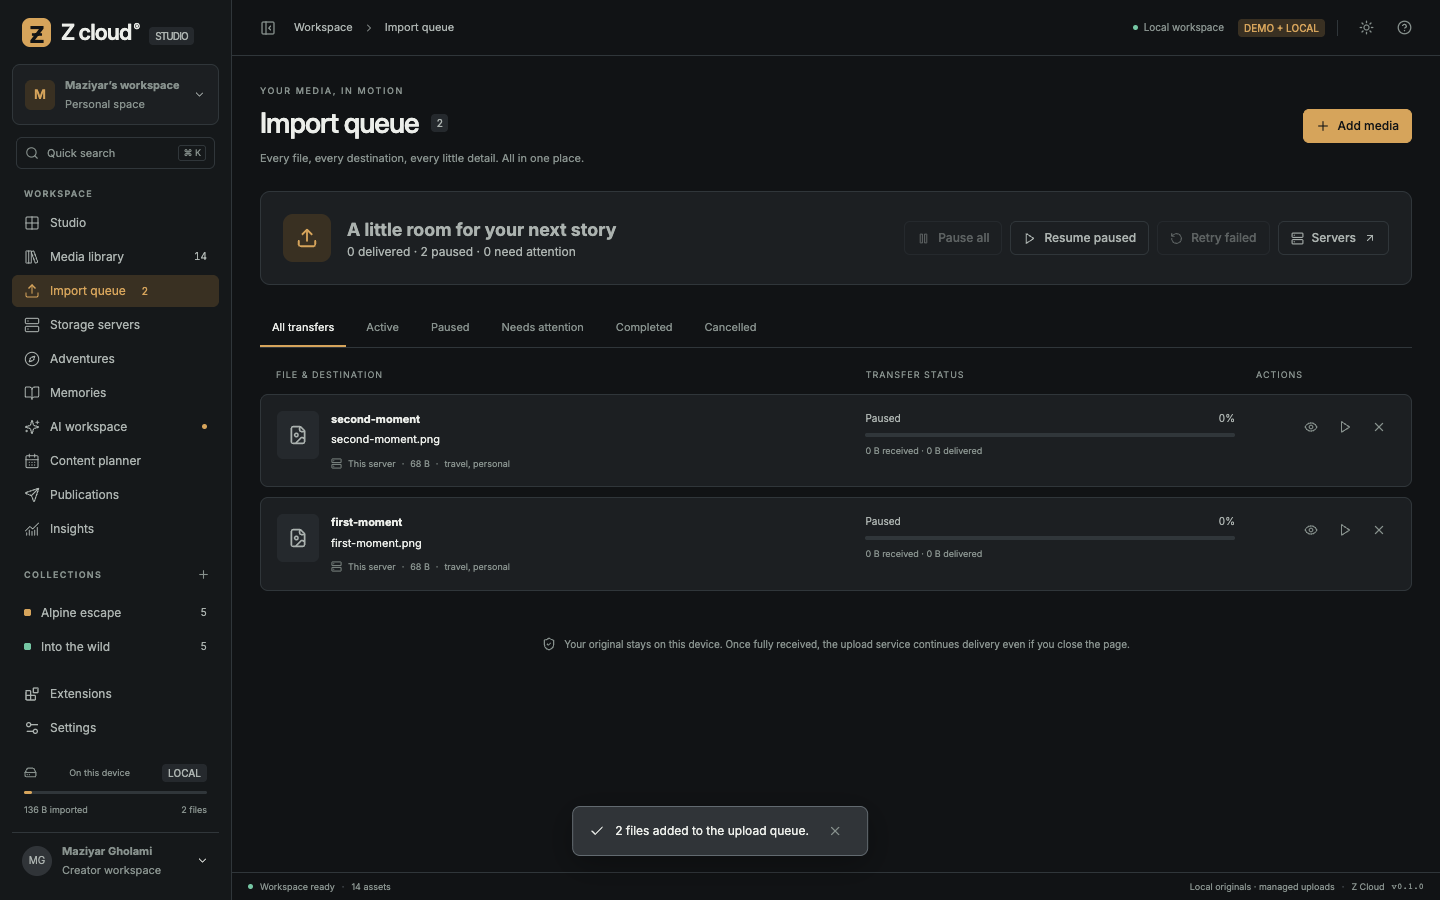 Z cloud® STUDIO
M
Maziyar's workspace
Personal space
Quick search
⌘ K
WORKSPACE
Studio
Media library 14
Import queue 2
Storage servers
Adventures
Memories
AI workspace
Content planner
Publications
Insights
COLLECTIONS
Alpine escape 5
Into the wild 5
Extensions
Settings
On this device LOCAL
136 B imported 2 files
MG
Maziyar Gholami
Creator workspace
Workspace > Import queue
Local workspace
DEMO + LOCAL
YOUR MEDIA, IN MOTION
Import queue 2
Every file, every destination, every little detail. All in one place.
Add media
A little room for your next story
0 delivered · 2 paused · 0 need attention
Pause all
Resume paused
Retry failed
Servers
All transfers Active Paused Needs attention Completed Cancelled
FILE & DESTINATION TRANSFER STATUS ACTIONS
second-moment
second-moment.png
This server · 68 B · travel, personal
Paused 0%
0 B received · 0 B delivered
first-moment
first-moment.png
This server · 68 B · travel, personal
Paused 0%
0 B received · 0 B delivered
Your original stays on this device. Once fully received, the upload service continues delivery even if you close the page.
2 files added to the upload queue.
Workspace ready · 14 assets
Local originals · managed uploads · Z Cloud v0.1.0